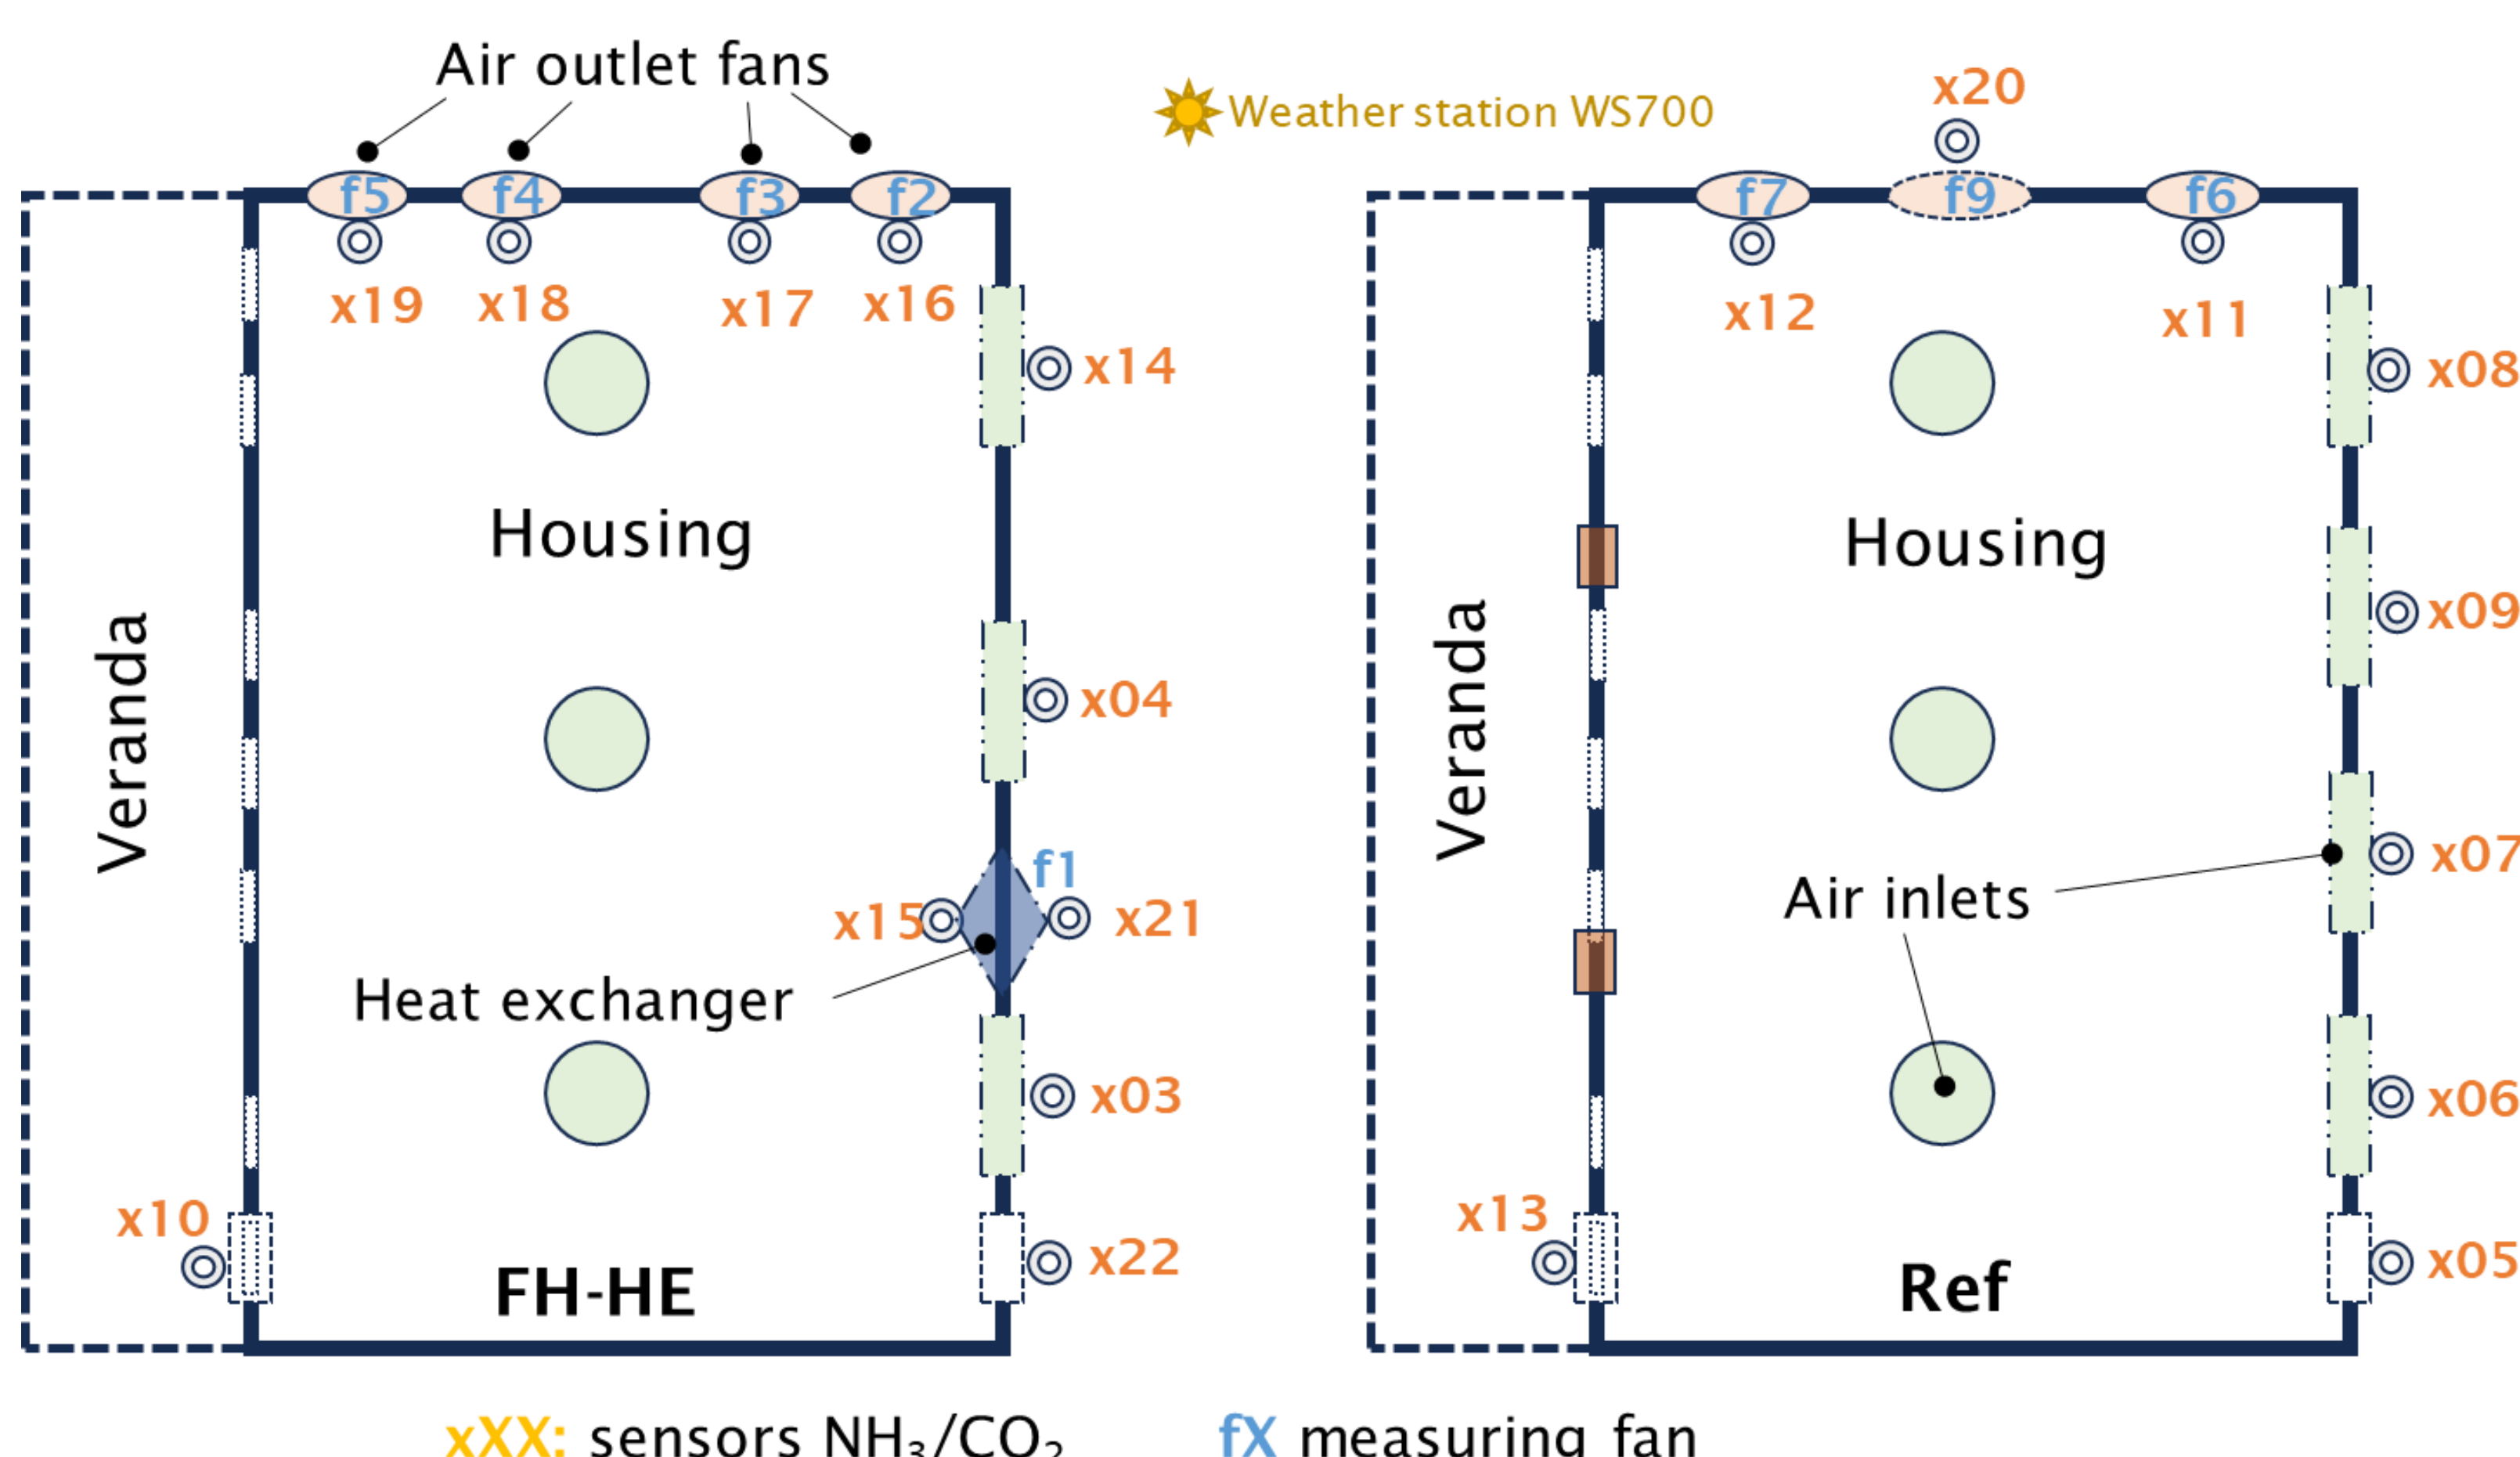 Air outlet fans
Weather station WS700
x20
f5
f4
f3
f2
f7
f9
f6
x19
x18
x17
x16
x12
x11
x14
x08
Housing
Housing
x09
Veranda
x04
Veranda
x07
f1
x15
x21
Air inlets
Heat exchanger
x03
x06
x10
x13
x22
x05
FH-HE
Ref
xXX: sensors NH₃/CO₂
fX measuring fan